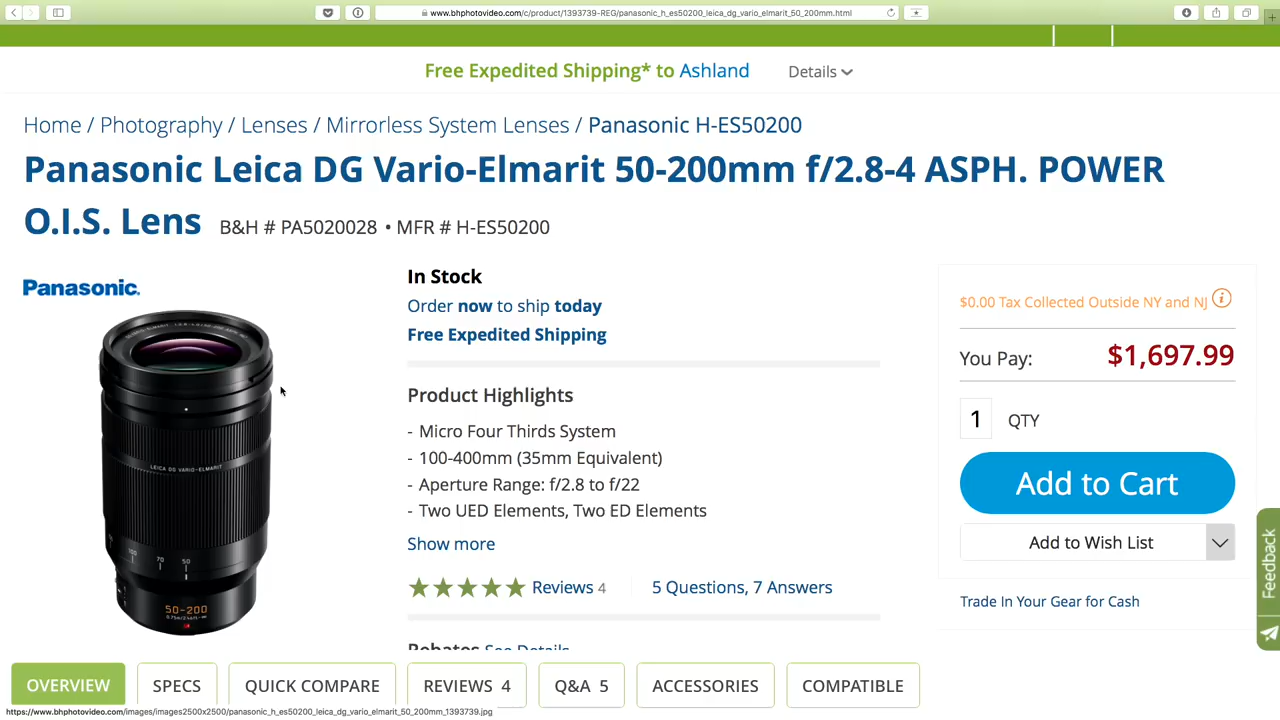 www.bhphotovideo.com/c/product/1393739-REG/panasonic_h_es50200_leica_dg_vario_elmarit_50_200mm.html
Free Expedited Shipping* to Ashland
Details
Home / Photography / Lenses / Mirrorless System Lenses / Panasonic H-ES50200
Panasonic Leica DG Vario-Elmarit 50-200mm f/2.8-4 ASPH. POWER
O.I.S. Lens B&H # PA5020028 • MFR # H-ES50200
Panasonic.
LEICA DG VARIO-ELMARIT
100 70 50
50-200
In Stock
Order now to ship today
Free Expedited Shipping
Product Highlights
- Micro Four Thirds System
- 100-400mm (35mm Equivalent)
- Aperture Range: f/2.8 to f/22
- Two UED Elements, Two ED Elements
Show more
Reviews 4
5 Questions, 7 Answers
Rebates See Details
$0.00 Tax Collected Outside NY and NJ
You Pay: $1,697.99
1 QTY
Add to Cart
Add to Wish List
Trade In Your Gear for Cash
Feedback
OVERVIEW
SPECS
QUICK COMPARE
REVIEWS 4
Q&A 5
ACCESSORIES
COMPATIBLE
https://www.bhphotovideo.com/images/images2500x2500/panasonic_h_es50200_leica_dg_vario_elmarit_50_200mm_1393739.jpg